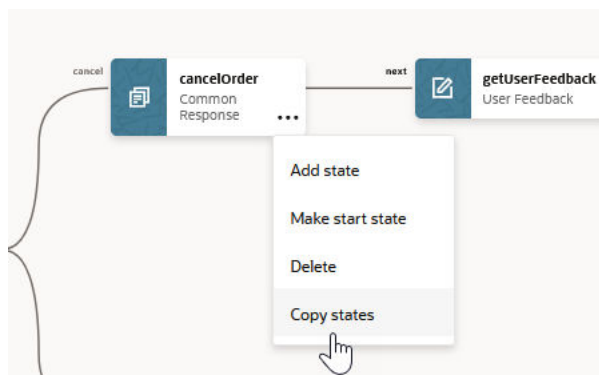 cancel
cancelOrder
Common
Response
next
getUserFeedback
User Feedback
Add state
Make start state
Delete
Copy states